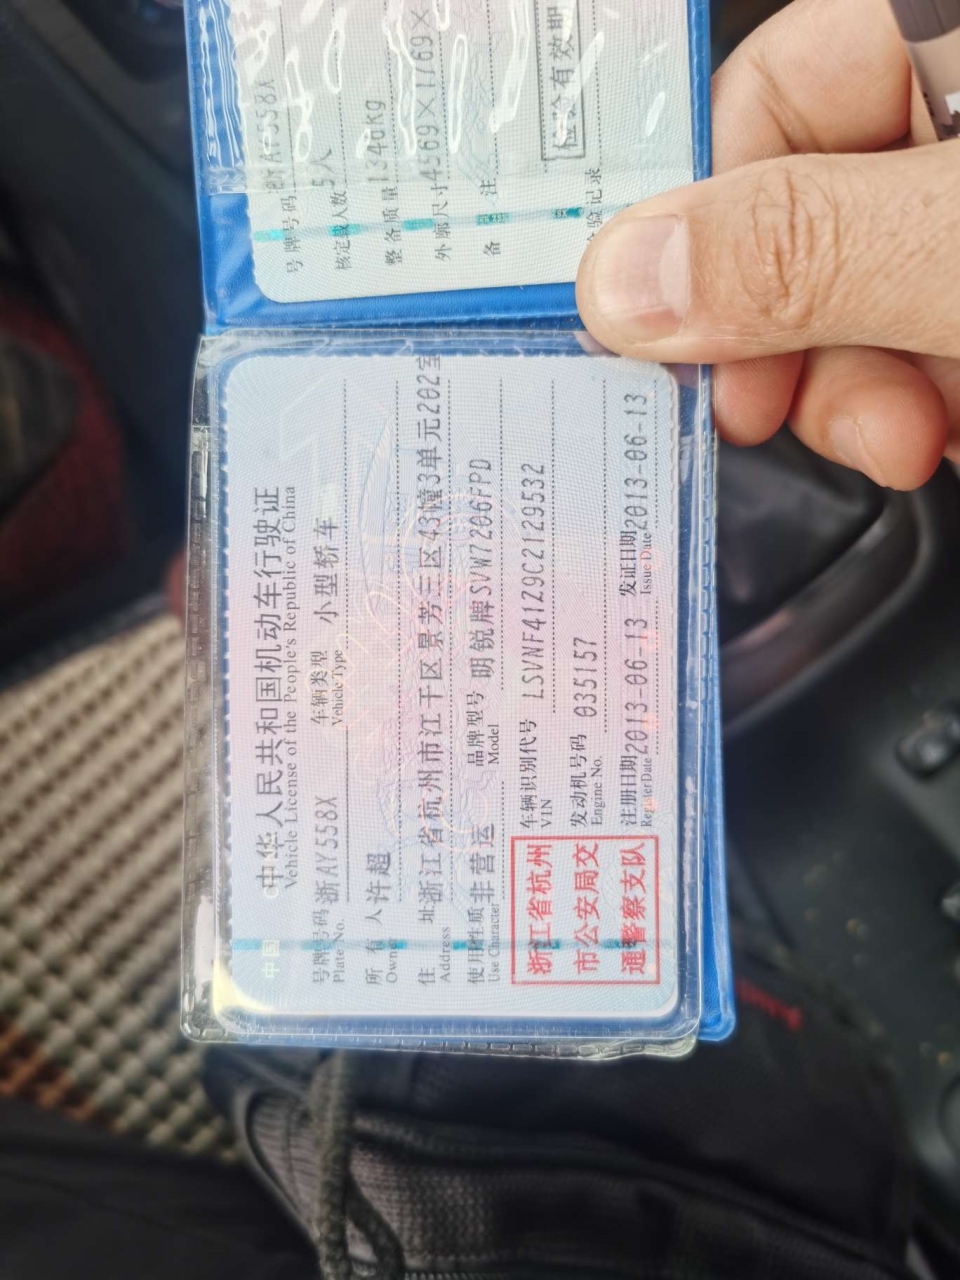 中国
中华人民共和国机动车行驶证
Vehicle License of the People's Republic of China
号牌号码 浙AY558X 车辆类型 小型轿车
Plate No. Vehicle Type
所有人 许超
Owner
住址 浙江省杭州市江干区景芳三区43幢3单元202室
Address
使用性质 非营运 品牌型号 明锐牌SVW7206FPD
Use Character Model
浙江省杭州
市公安局交
通警察支队
车辆识别代号 LSVNF4129C2129532
VIN
发动机号码 035157
Engine No.
注册日期 2013-06-13 发证日期 2013-06-13
Register Date Issue Date
号牌号码
核定载人数 5人
整备质量 1340kg
外廓尺寸 4569×1769×
备注
检验记录